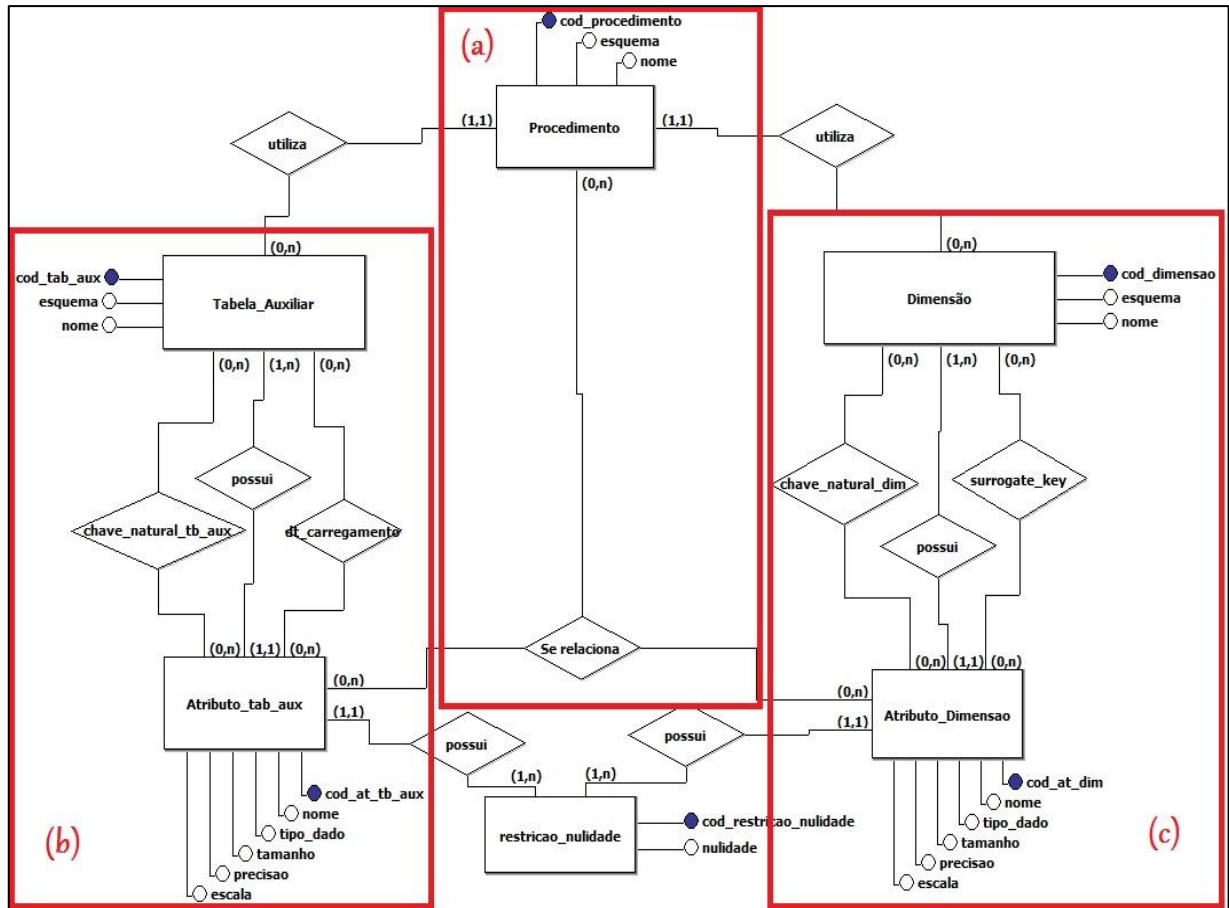 (a)
cod_procedimento
esquema
nome
Procedimento
(1,1)
(1,1)
utiliza
utiliza
(0,n)
(0,n)
(0,n)
cod_tab_aux
esquema
nome
Tabela_Auxiliar
Dimensão
cod_dimensao
esquema
nome
(0,n)
(1,n)
(0,n)
(0,n)
(1,n)
(0,n)
possui
chave_natural_tb_aux
dt_carregamento
chave_natural_dim
surrogate_key
possui
(0,n)
(1,1)
(0,n)
Se relaciona
(0,n)
(1,1)
(0,n)
Atributo_tab_aux
(0,n)
(1,1)
(0,n)
(1,1)
Atributo_Dimensao
possui
possui
(1,n)
(1,n)
restricao_nulidade
cod_restricao_nulidade
nulidade
cod_at_tb_aux
nome
tipo_dado
tamanho
precisao
escala
(b)
cod_at_dim
nome
tipo_dado
tamanho
precisao
escala
(c)